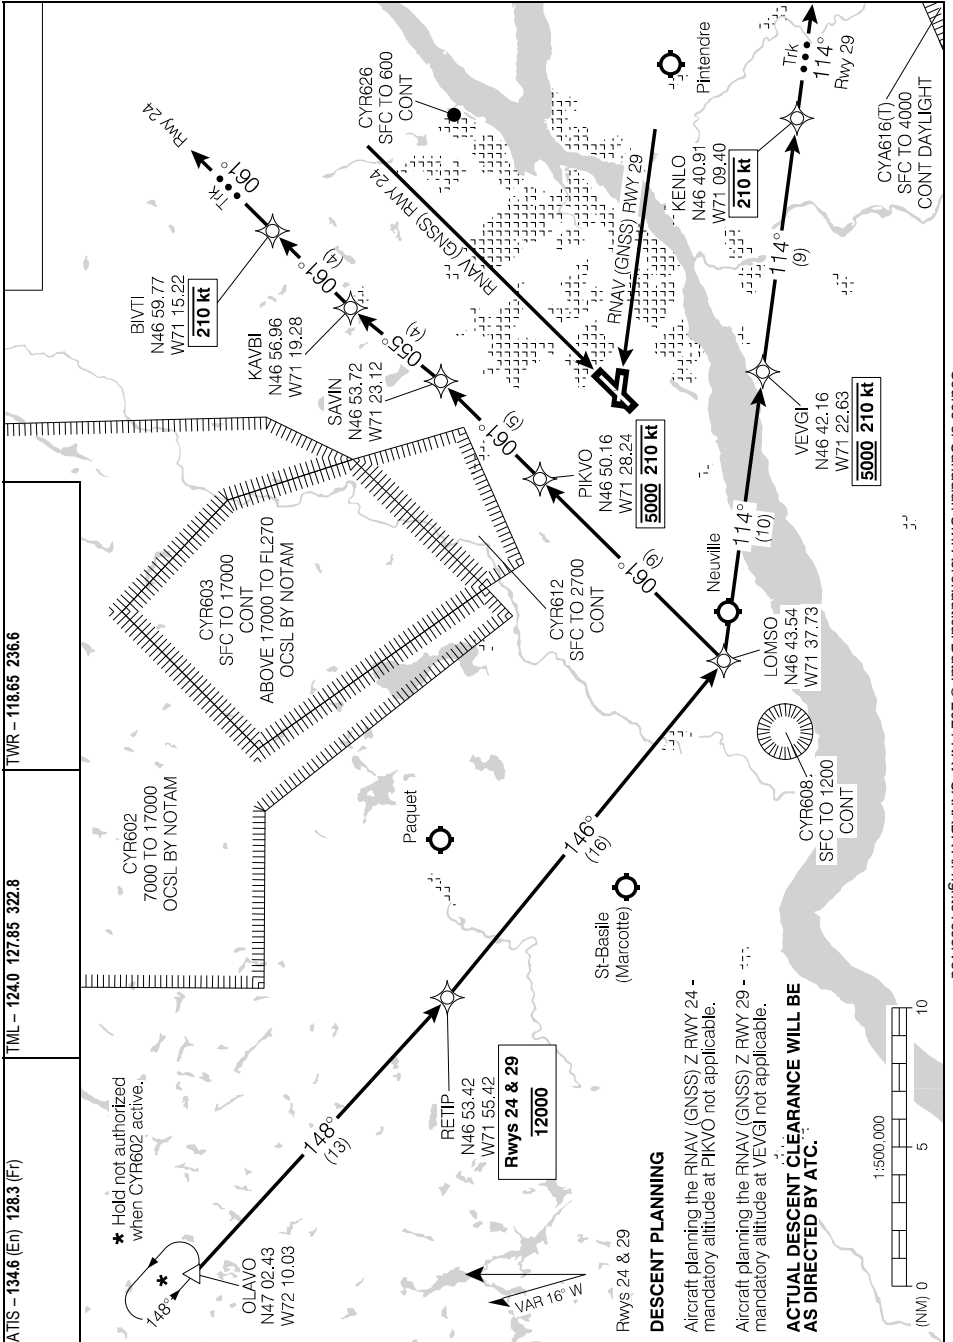 ATIS – 134.6 (En) 128.3 (Fr)
TML – 124.0 127.85 322.8
TWR – 118.65 236.6
* Hold not authorized
when CYR602 active.
*
148°
OLAVO
N47 02.43
W72 10.03
148°
(13)
RETIP
N46 53.42
W71 55.42
Rwys 24 & 29
12000
146°
(16)
CYR602
7000 TO 17000
OCSL BY NOTAM
CYR603
SFC TO 17000
CONT
ABOVE 17000 TO FL270
OCSL BY NOTAM
CYR612
SFC TO 2700
CONT
Paquet
St-Basile
(Marcotte)
CYR608
SFC TO 1200
CONT
LOMSO
N46 43.54
W71 37.73
Neuville
061°
(9)
PIKVO
N46 50.16
W71 28.24
5000 210 kt
061°
(5)
SAVIN
N46 53.72
W71 23.12
055°
(4)
KAVBI
N46 56.96
W71 19.28
061°
(4)
BIVTI
N46 59.77
W71 15.22
210 kt
Trk
061°
Rwy 24
CYR626
SFC TO 600
CONT
RNAV (GNSS) RWY 24
RNAV (GNSS) RWY 29
Pintendre
114°
(10)
VEVGI
N46 42.16
W71 22.63
5000 210 kt
114°
(9)
KENLO
N46 40.91
W71 09.40
210 kt
Trk
114°
Rwy 29
CYA616(T)
SFC TO 4000
CONT DAYLIGHT
VAR 16° W
Rwys 24 & 29
DESCENT PLANNING
Aircraft planning the RNAV (GNSS) Z RWY 24 -
mandatory altitude at PIKVO not applicable.
Aircraft planning the RNAV (GNSS) Z RWY 29 -
mandatory altitude at VEVGI not applicable.
ACTUAL DESCENT CLEARANCE WILL BE
AS DIRECTED BY ATC.
1:500,000
(NM) 0
5
10